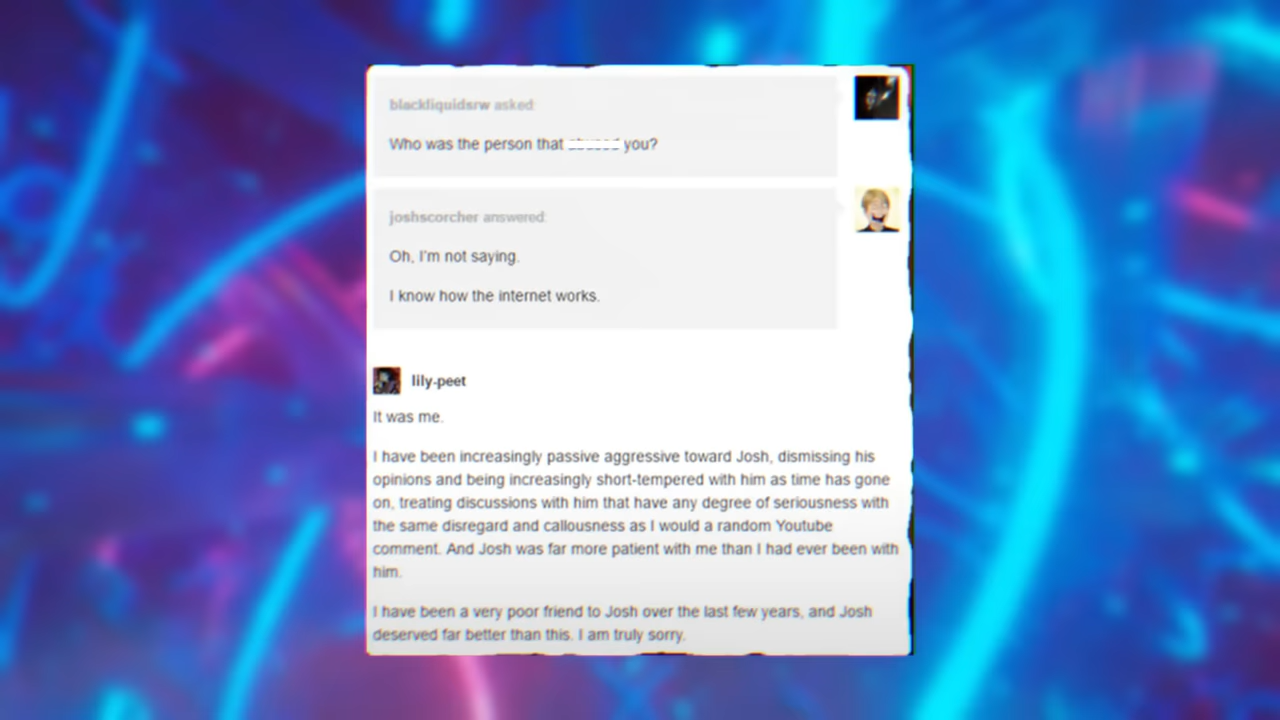 blackliquidsrw asked:
Who was the person that you?
joshscorcher answered:
Oh, I'm not saying.
I know how the internet works.
lily-peet
It was me.
I have been increasingly passive aggressive toward Josh, dismissing his
opinions and being increasingly short-tempered with him as time has gone
on, treating discussions with him that have any degree of seriousness with
the same disregard and callousness as I would a random Youtube
comment. And Josh was far more patient with me than I had ever been with
him.
I have been a very poor friend to Josh over the last few years, and Josh
deserved far better than this. I am truly sorry.